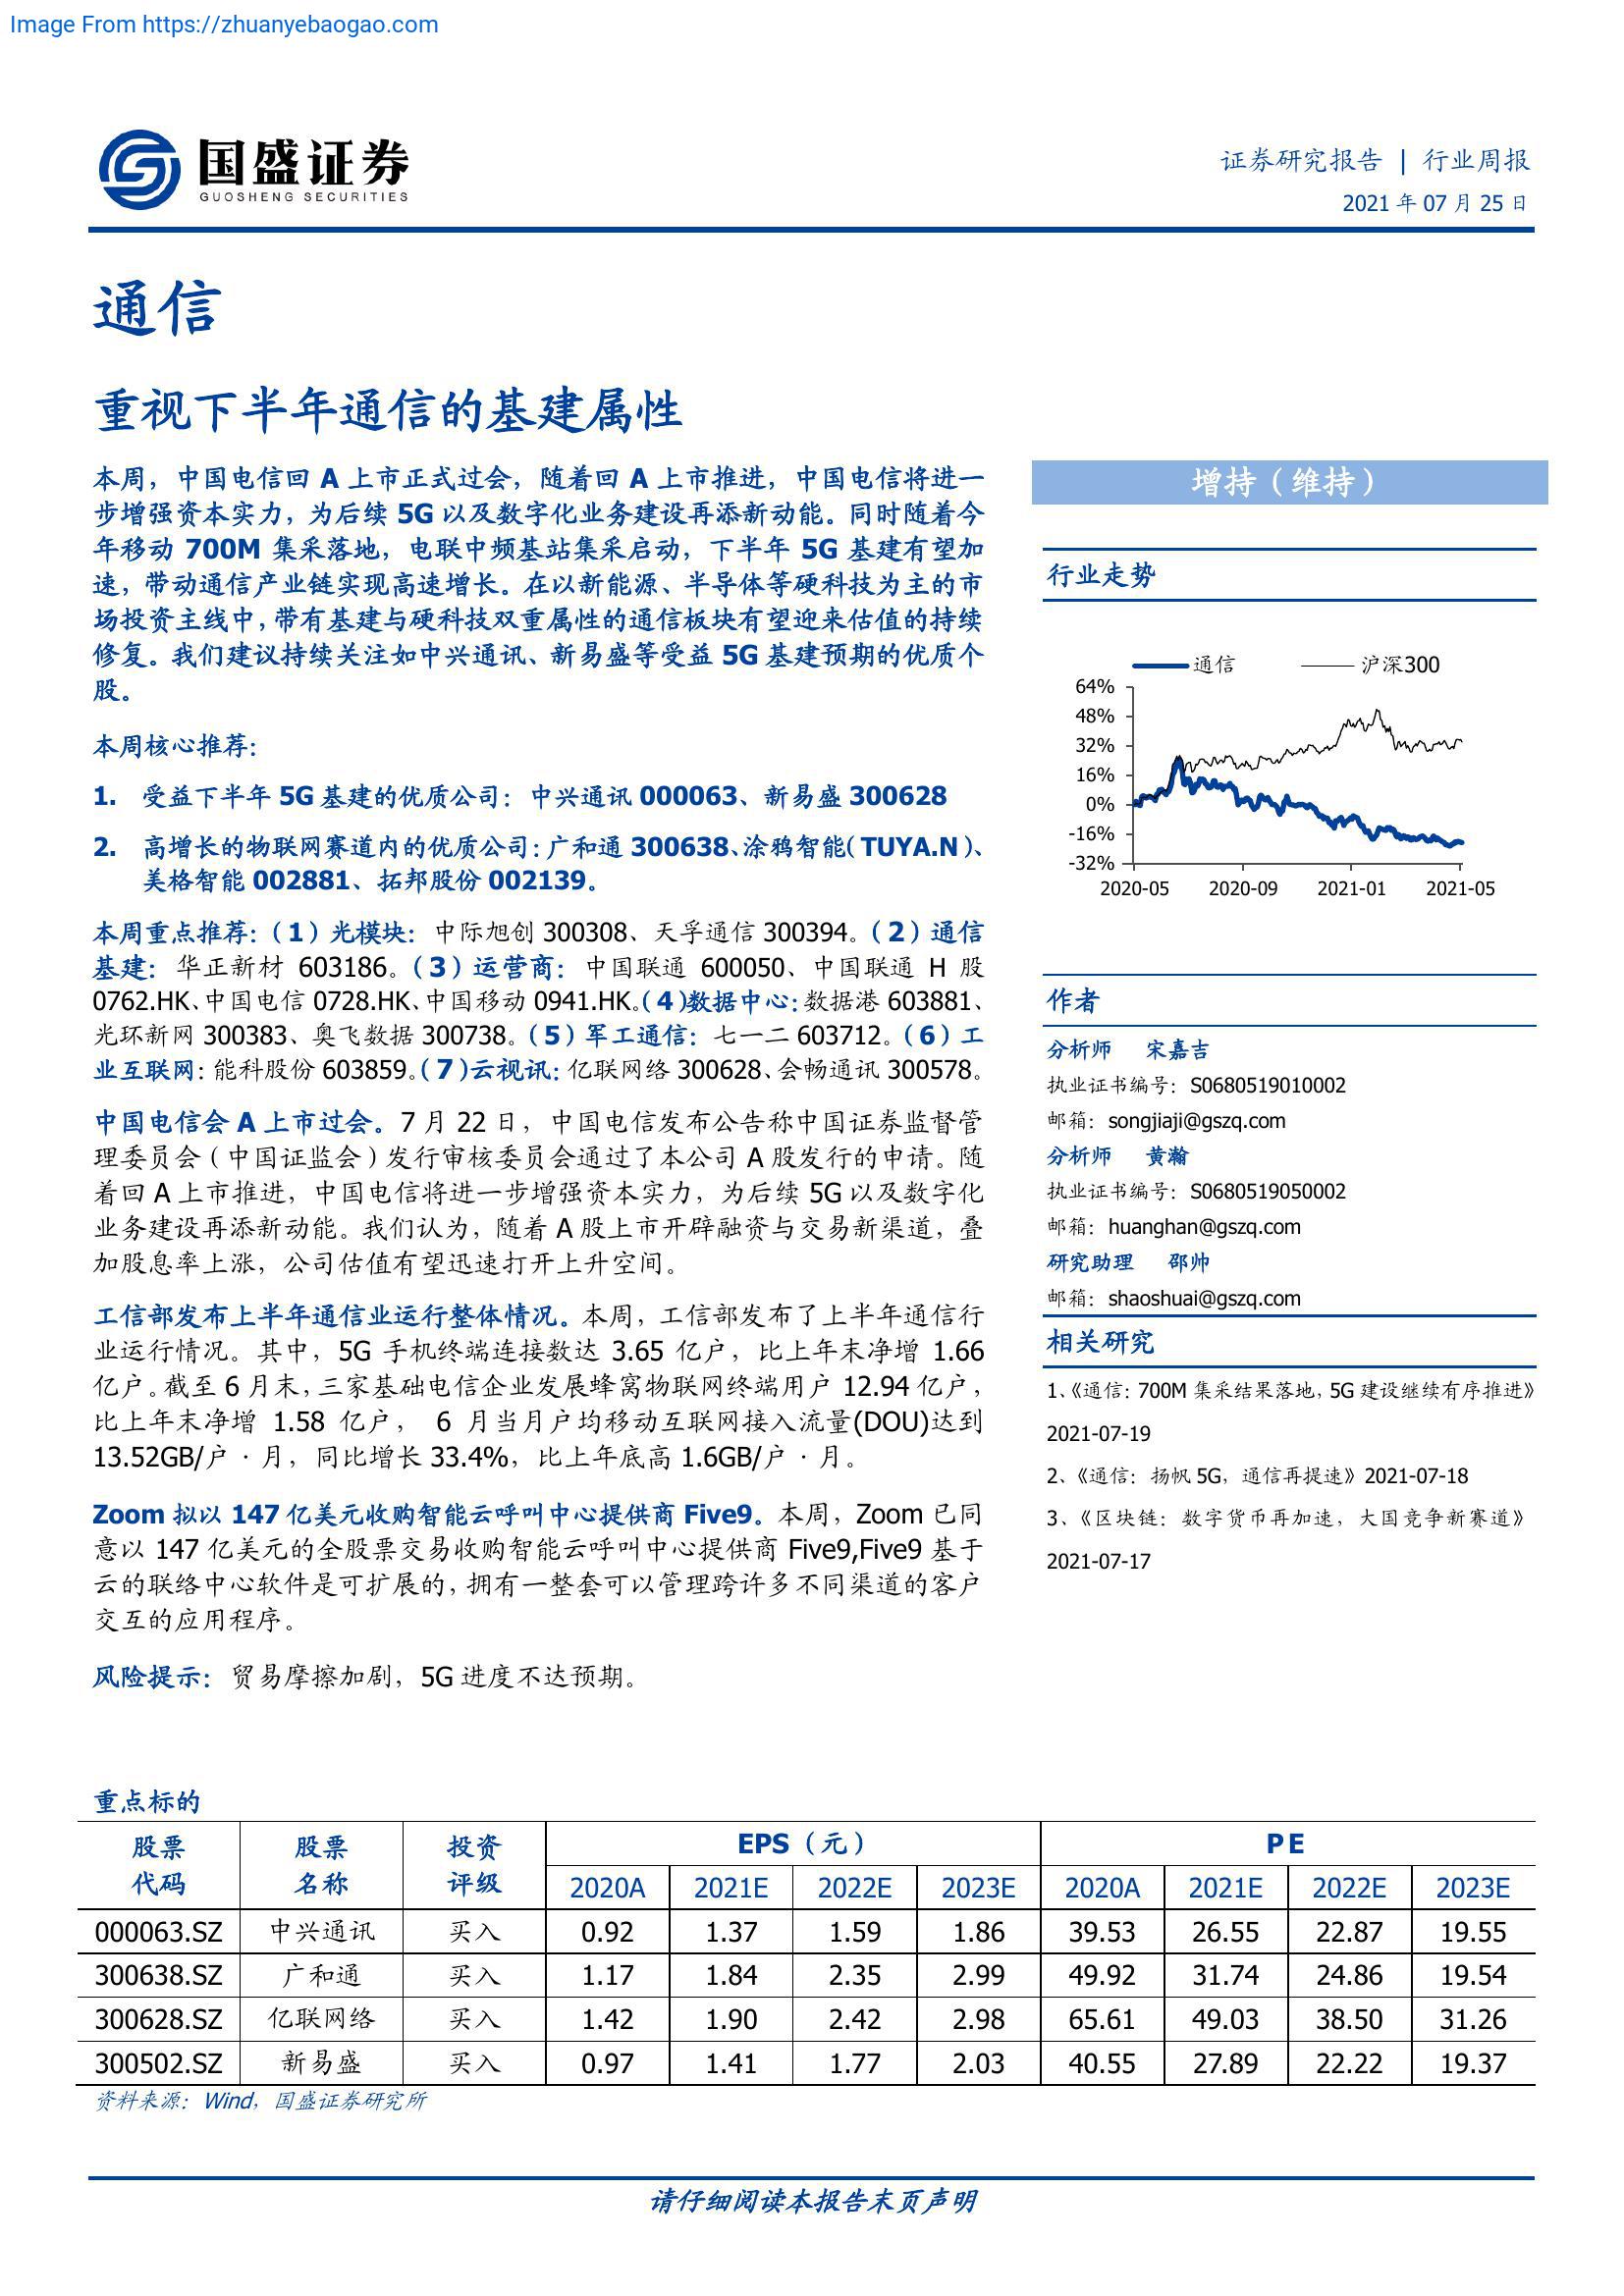 Image From https://zhuanyebaogao.com
国盛证券
GUOSHENG SECURITIES
证券研究报告 | 行业周报
2021 年 07 月 25 日
通信
重视下半年通信的基建属性
本周，中国电信回 A 上市正式过会，随着回 A 上市推进，中国电信将进一
步增强资本实力，为后续 5G 以及数字化业务建设再添新动能。同时随着今
年移动 700M 集采落地，电联中频基站集采启动，下半年 5G 基建有望加
速，带动通信产业链实现高速增长。在以新能源、半导体等硬科技为主的市
场投资主线中，带有基建与硬科技双重属性的通信板块有望迎来估值的持续
修复。我们建议持续关注如中兴通讯、新易盛等受益 5G 基建预期的优质个
股。
本周核心推荐：
1. 受益下半年 5G 基建的优质公司：中兴通讯 000063、新易盛 300628
2. 高增长的物联网赛道内的优质公司：广和通 300638、涂鸦智能（TUYA.N）、
美格智能 002881、拓邦股份 002139。
本周重点推荐：（1）光模块：中际旭创 300308、天孚通信 300394。（2）通信
基建：华正新材 603186。（3）运营商：中国联通 600050、中国联通 H 股
0762.HK、中国电信 0728.HK、中国移动 0941.HK。（4）数据中心：数据港 603881、
光环新网 300383、奥飞数据 300738。（5）军工通信：七一二 603712。（6）工
业互联网：能科股份 603859。（7）云视讯：亿联网络 300628、会畅通讯 300578。
中国电信会 A 上市过会。7 月 22 日，中国电信发布公告称中国证券监督管
理委员会（中国证监会）发行审核委员会通过了本公司 A 股发行的申请。随
着回 A 上市推进，中国电信将进一步增强资本实力，为后续 5G 以及数字化
业务建设再添新动能。我们认为，随着 A 股上市开辟融资与交易新渠道，叠
加股息率上涨，公司估值有望迅速打开上升空间。
工信部发布上半年通信业运行整体情况。本周，工信部发布了上半年通信行
业运行情况。其中，5G 手机终端连接数达 3.65 亿户，比上年末净增 1.66
亿户。截至 6 月末，三家基础电信企业发展蜂窝物联网终端用户 12.94 亿户，
比上年末净增 1.58 亿户， 6 月当月户均移动互联网接入流量(DOU)达到
13.52GB/户·月，同比增长 33.4%，比上年底高 1.6GB/户·月。
Zoom 拟以 147 亿美元收购智能云呼叫中心提供商 Five9。本周，Zoom 已同
意以 147 亿美元的全股票交易收购智能云呼叫中心提供商 Five9,Five9 基于
云的联络中心软件是可扩展的，拥有一整套可以管理跨许多不同渠道的客户
交互的应用程序。
风险提示：贸易摩擦加剧，5G 进度不达预期。
增持（维持）
行业走势
通信 沪深300
64%
48%
32%
16%
0%
-16%
-32%
2020-05 2020-09 2021-01 2021-05
作者
分析师 宋嘉吉
执业证书编号：S0680519010002
邮箱：songjiaji@gszq.com
分析师 黄瀚
执业证书编号：S0680519050002
邮箱：huanghan@gszq.com
研究助理 邵帅
邮箱：shaoshuai@gszq.com
相关研究
1、《通信：700M 集采结果落地，5G 建设继续有序推进》
2021-07-19
2、《通信：扬帆 5G，通信再提速》2021-07-18
3、《区块链：数字货币再加速，大国竞争新赛道》
2021-07-17
重点标的
股票 股票 投资 EPS（元） P E
代码 名称 评级 2020A 2021E 2022E 2023E 2020A 2021E 2022E 2023E
000063.SZ 中兴通讯 买入 0.92 1.37 1.59 1.86 39.53 26.55 22.87 19.55
300638.SZ 广和通 买入 1.17 1.84 2.35 2.99 49.92 31.74 24.86 19.54
300628.SZ 亿联网络 买入 1.42 1.90 2.42 2.98 65.61 49.03 38.50 31.26
300502.SZ 新易盛 买入 0.97 1.41 1.77 2.03 40.55 27.89 22.22 19.37
资料来源：Wind，国盛证券研究所
请仔细阅读本报告末页声明